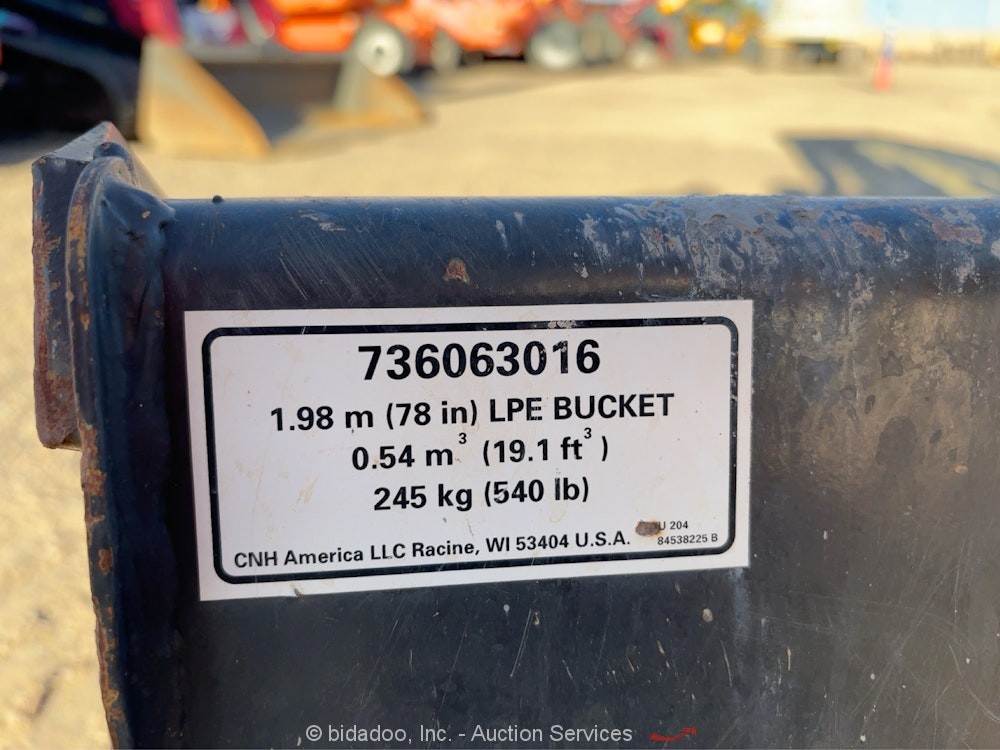 736063016
1.98 m (78 in) LPE BUCKET
0.54 m³ (19.1 ft³ )
245 kg (540 lb)
CNH America LLC Racine, WI 53404 U.S.A.
204
84538225 B
© bidadoo, Inc. - Auction Services